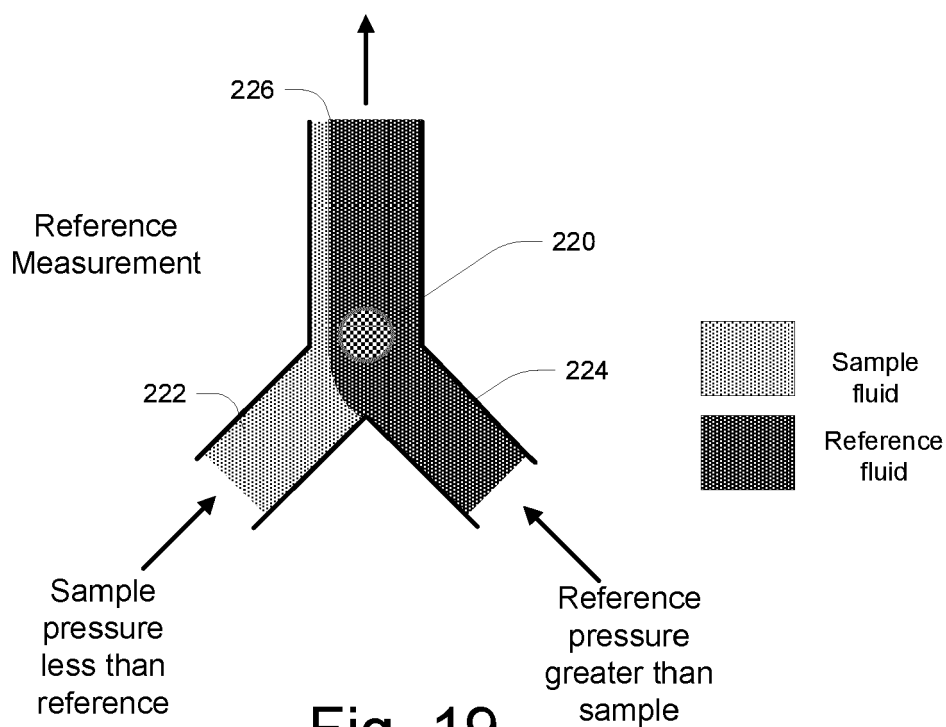 226
Reference
Measurement
220
224
222
Sample
fluid
Reference
fluid
Sample
pressure
less than
reference
Reference
pressure
greater than
sample
Fig. 19